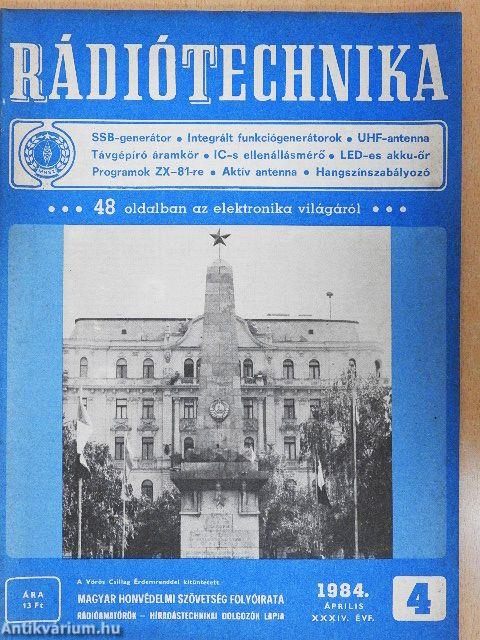 RÁDIÓTECHNIKA
SSB-generátor • Integrált funkciógenerátorok • UHF-antenna
Távgépíró áramkör • IC-s ellenállásmérő • LED-es akku-őr
Programok ZX-81-re • Aktív antenna • Hangszínszabályozó
• • • 48 oldalban az elektronika világáról • • •
ÁRA
13 Ft
A Vörös Csillag Érdemrenddel kitüntetett
MAGYAR HONVÉDELMI SZÖVETSÉG FOLYÓIRATA
RÁDIÓAMATŐRÖK – HÍRADÁSTECHNIKAI DOLGOZÓK LAPJA
1984.
ÁPRILIS
XXXIV. ÉVF.
4
Antikvárium.hu